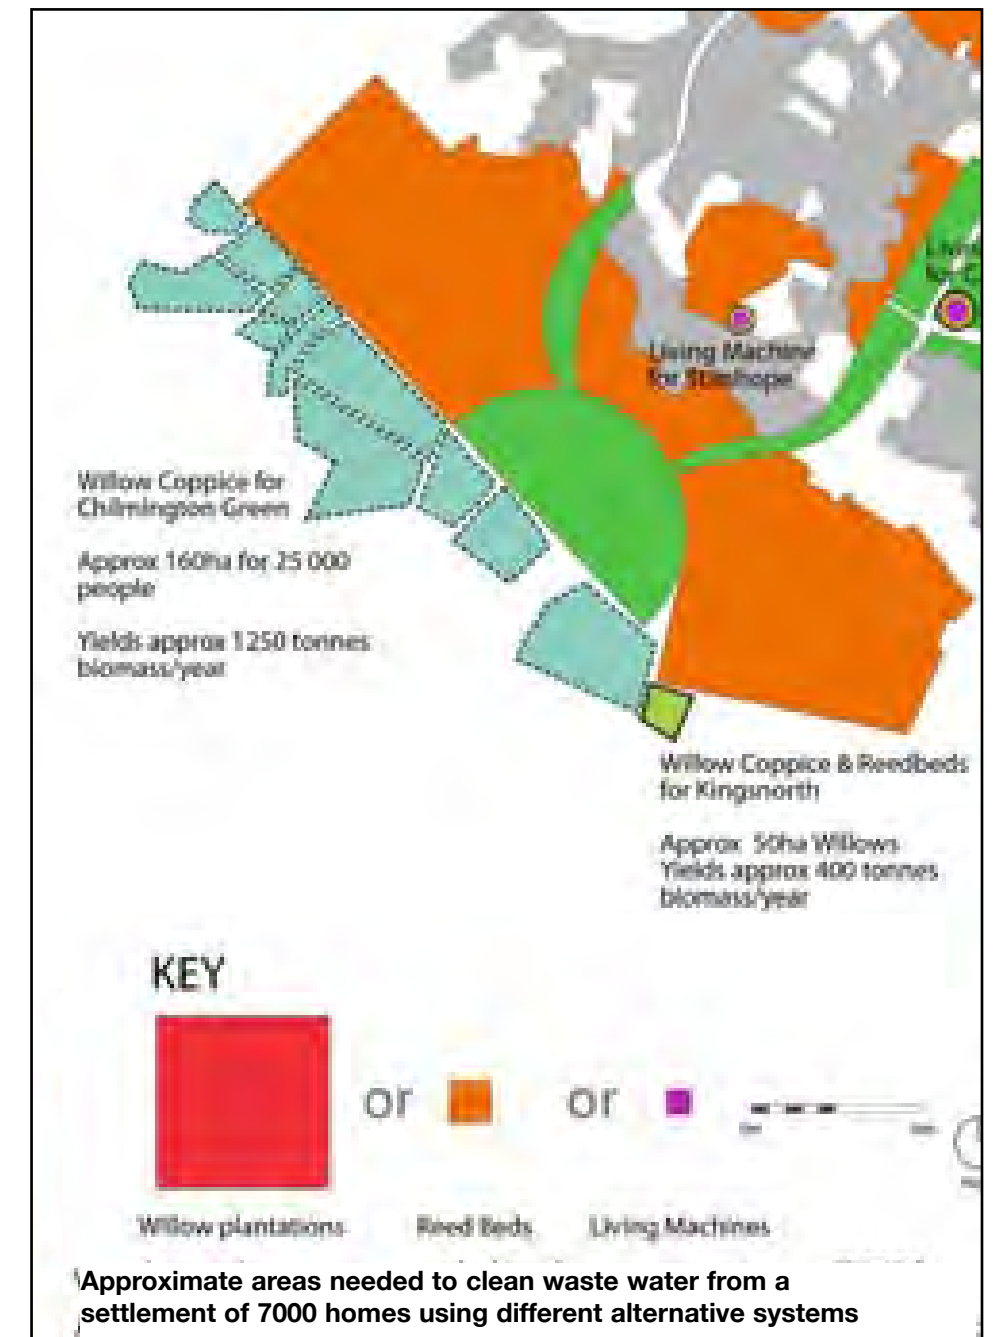 Living Machine
for Stanhope
Willow Coppice for
Chilmington Green
Approx 160ha for 25 000
people
Yields approx 1250 tonnes
biomass/year
Willow Coppice & Reedbeds
for Kingsnorth
Approx 50ha Willows
Yields approx 400 tonnes
biomass/year
KEY
or
or
Willow plantations
Reed Beds
Living Machines
Approximate areas needed to clean waste water from a
settlement of 7000 homes using different alternative systems